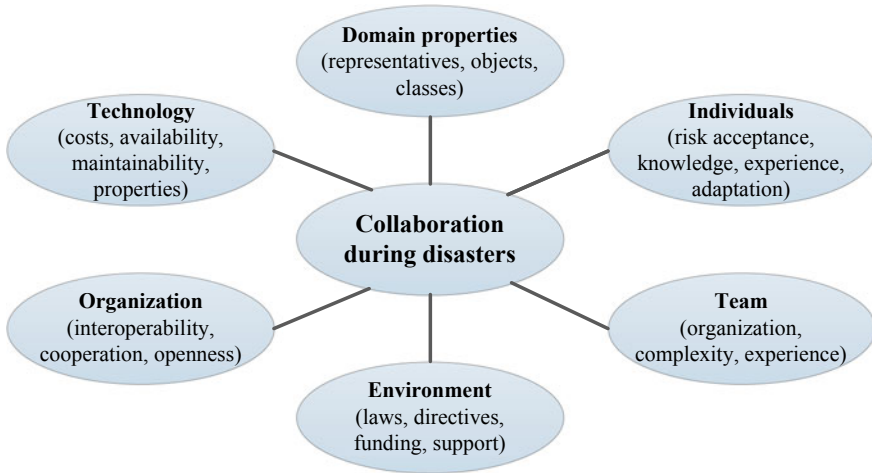 Domain properties
(representatives, objects,
classes)
Technology
(costs, availability,
maintainability,
properties)
Individuals
(risk acceptance,
knowledge, experience,
adaptation)
Collaboration
during disasters
Organization
(interoperability,
cooperation, openness)
Team
(organization,
complexity, experience)
Environment
(laws, directives,
funding, support)